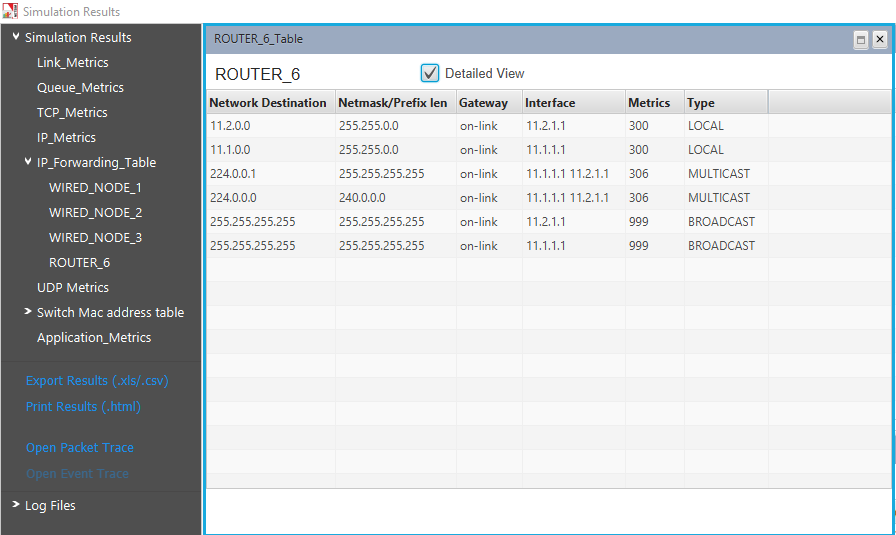 Simulation Results
Simulation Results
Link_Metrics
Queue_Metrics
TCP_Metrics
IP_Metrics
IP_Forwarding_Table
WIRED_NODE_1
WIRED_NODE_2
WIRED_NODE_3
ROUTER_6
UDP Metrics
Switch Mac address table
Application_Metrics
Export Results (.xls/.csv)
Print Results (.html)
Open Packet Trace
Open Event Trace
Log Files
ROUTER_6_Table
ROUTER_6 Detailed View
Network Destination Netmask/Prefix len Gateway Interface Metrics Type
11.2.0.0 255.255.0.0 on-link 11.2.1.1 300 LOCAL
11.1.0.0 255.255.0.0 on-link 11.1.1.1 300 LOCAL
224.0.0.1 255.255.255.255 on-link 11.1.1.1 11.2.1.1 306 MULTICAST
224.0.0.0 240.0.0.0 on-link 11.1.1.1 11.2.1.1 306 MULTICAST
255.255.255.255 255.255.255.255 on-link 11.2.1.1 999 BROADCAST
255.255.255.255 255.255.255.255 on-link 11.1.1.1 999 BROADCAST